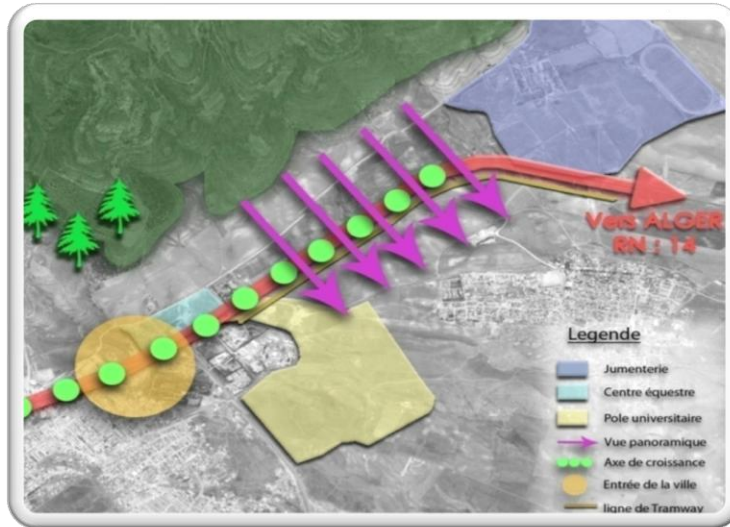 Vers ALGER
RN : 14
Legende
Jumenterie
Centre équestre
Pole universitaire
Vue panoramique
Axe de croissance
Entrée de la ville
ligne de Tramway